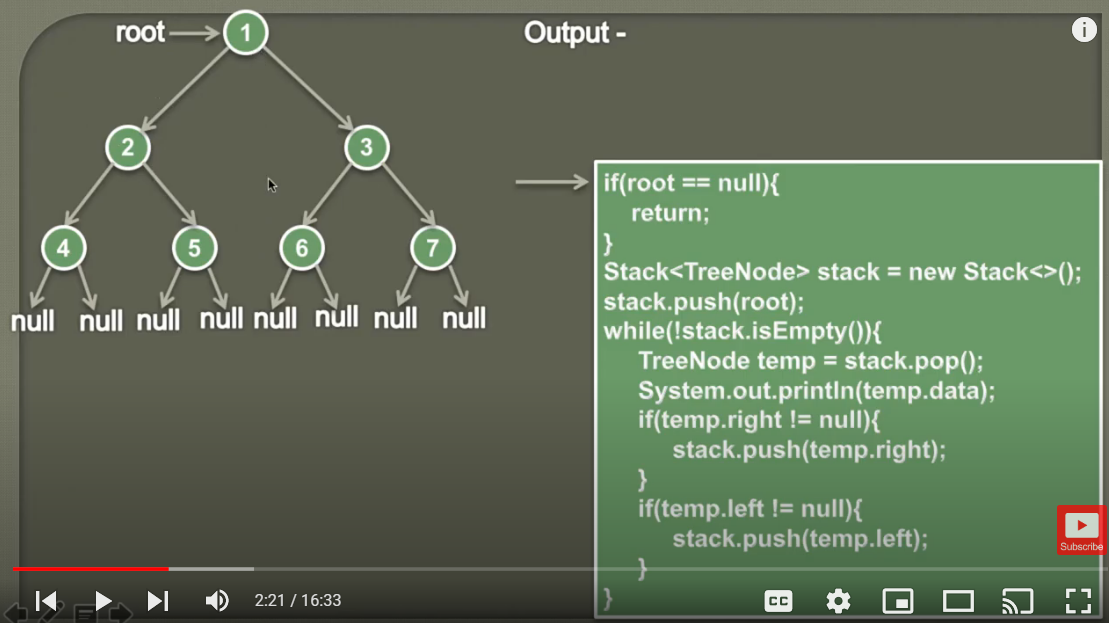 root
1
Output -
2
3
4
5
6
7
null
null
null
null
null
null
null
null
if(root == null){
return;
}
Stack<TreeNode> stack = new Stack<>();
stack.push(root);
while(!stack.isEmpty()){
TreeNode temp = stack.pop();
System.out.println(temp.data);
if(temp.right != null){
stack.push(temp.right);
}
if(temp.left != null){
stack.push(temp.left);
}
}
Subscribe
2:21 / 16:33
CC
i